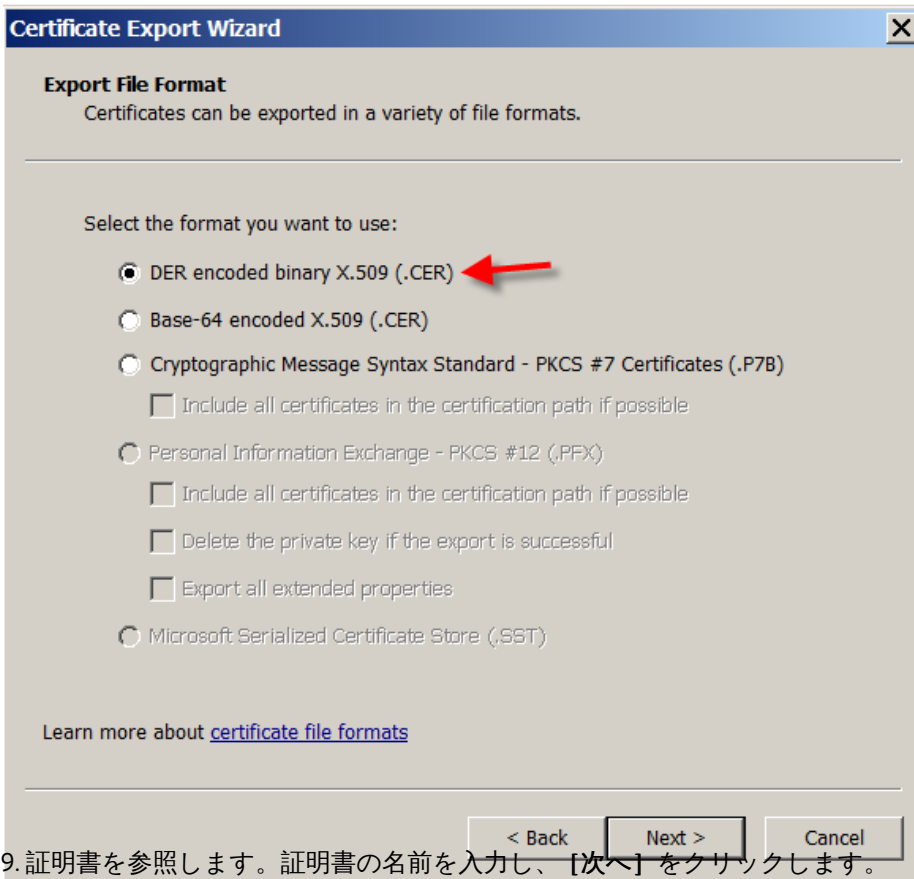 Certificate Export Wizard
Export File Format
Certificates can be exported in a variety of file formats.
Select the format you want to use:
DER encoded binary X.509 (.CER)
Base-64 encoded X.509 (.CER)
Cryptographic Message Syntax Standard - PKCS #7 Certificates (.P7B)
Include all certificates in the certification path if possible
Personal Information Exchange - PKCS #12 (.PFX)
Include all certificates in the certification path if possible
Delete the private key if the export is successful
Export all extended properties
Microsoft Serialized Certificate Store (.SST)
Learn more about certificate file formats
< Back Next > Cancel
9. 証明書を参照します。証明書の名前を入力し、[次へ] をクリックします。